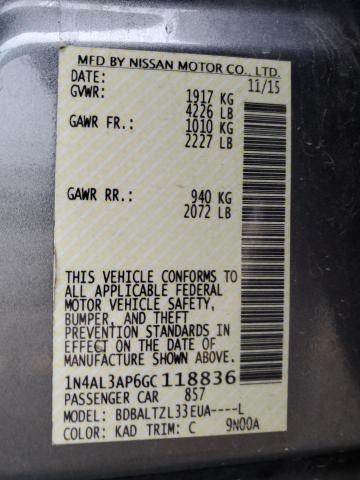 MFD BY NISSAN MOTOR CO., LTD.
DATE: 11/15
GVWR: 1917 KG
4226 LB
GAWR FR.: 1010 KG
2227 LB
GAWR RR.: 940 KG
2072 LB
THIS VEHICLE CONFORMS TO
ALL APPLICABLE FEDERAL
MOTOR VEHICLE SAFETY,
BUMPER, AND THEFT
PREVENTION STANDARDS IN
EFFECT ON THE DATE OF
MANUFACTURE SHOWN ABOVE.
1N4AL3AP6GC118836
PASSENGER CAR 857
MODEL: BDBALTZL33EUA----L
COLOR: KAD TRIM: C 9N00A